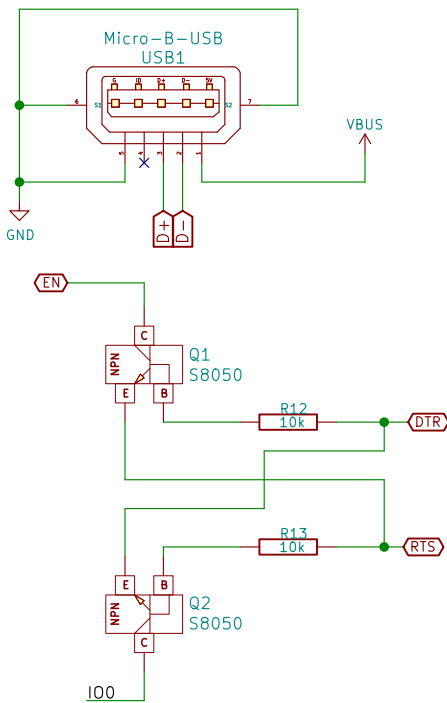 Micro-B-USB
USB1
G ID D+ D- 5V
6 S1 S2 7
5 4 3 2 1
VBUS
GND
D+ D-
EN
C
NPN
Q1
S8050
E B
R12
10k
DTR
R13
10k
RTS
E B
NPN
Q2
S8050
C
IO0